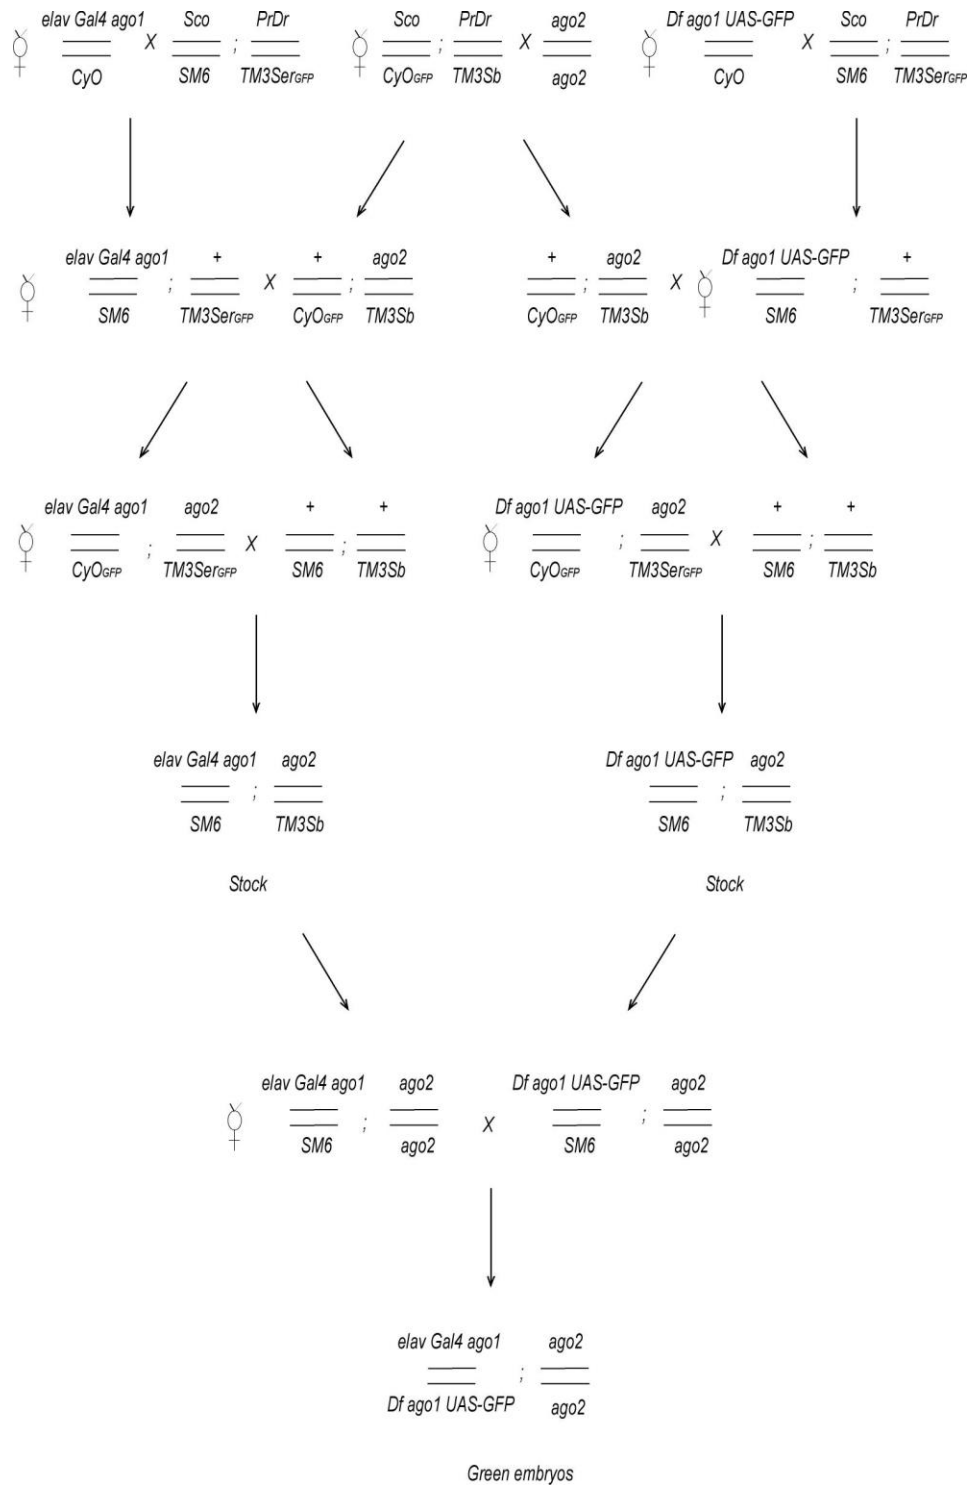 elav Gal4 ago1 X Sco ; PrDr Sco ; PrDr X ago2 Df ago1 UAS-GFP X Sco ; PrDr
CyO SM6 TM3SerGFP CyOGFP TM3Sb ago2 CyO SM6 TM3SerGFP
elav Gal4 ago1 ; + X + ; ago2 + ; ago2 X Df ago1 UAS-GFP ; +
SM6 TM3SerGFP CyOGFP TM3Sb CyOGFP TM3Sb SM6 TM3SerGFP
elav Gal4 ago1 ; ago2 X + ; + Df ago1 UAS-GFP ; ago2 X + ; +
CyOGFP TM3SerGFP SM6 TM3Sb CyOGFP TM3SerGFP SM6 TM3Sb
elav Gal4 ago1 ; ago2 Df ago1 UAS-GFP ; ago2
SM6 TM3Sb SM6 TM3Sb
Stock Stock
elav Gal4 ago1 ; ago2 X Df ago1 UAS-GFP ; ago2
SM6 ago2 SM6 ago2
elav Gal4 ago1 ; ago2
Df ago1 UAS-GFP ago2
Green embryos